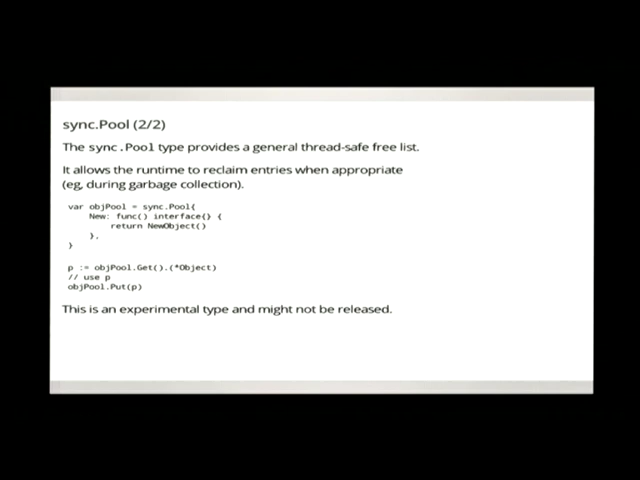 sync.Pool (2/2)
The sync.Pool type provides a general thread-safe free list.
It allows the runtime to reclaim entries when appropriate
(eg, during garbage collection).
var objPool = sync.Pool{
    New: func() interface{} {
        return NewObject()
    },
}
p := objPool.Get().(*Object)
// use p
objPool.Put(p)
This is an experimental type and might not be released.